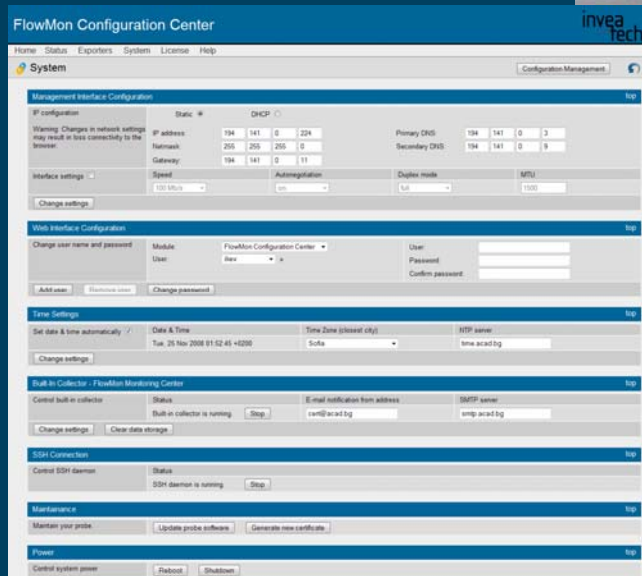 FlowMon Configuration Center
invea tech
Home Status Exporters System License Help
System
Configuration Management
Management Interface Configuration top
IP configuration Static DHCP
Warning: Changes in network settings may result in loss connectivity to the browser.
IP address: 194 141 0 224 Primary DNS: 194 141 0 3
Netmask: 255 255 255 0 Secondary DNS: 194 141 0 9
Gateway: 194 141 0 11
Interface settings Speed Autonegotiation Duplex mode MTU
100 Mb/s on full 1500
Change settings
Web Interface Configuration top
Change user name and password Module: FlowMon Configuration Center User:
User: Password:
Confirm password:
Add user Remove user Change password
Time Settings top
Set date & time automatically Date & Time Time Zone (closest city) NTP server
Tue, 25 Nov 2008 01:52:45 +0200 Sofia time.acad.bg
Change settings
Built-In Collector - FlowMon Monitoring Center top
Control built-in collector Status E-mail notification from address SMTP server
Built-in collector is running. Stop cert@acad.bg smtp.acad.bg
Change settings Clear data storage
SSH Connection top
Control SSH daemon Status
SSH daemon is running. Stop
Maintainance top
Maintain your probe. Update probe software Generate new certificate
Power top
Control system power Reboot Shutdown